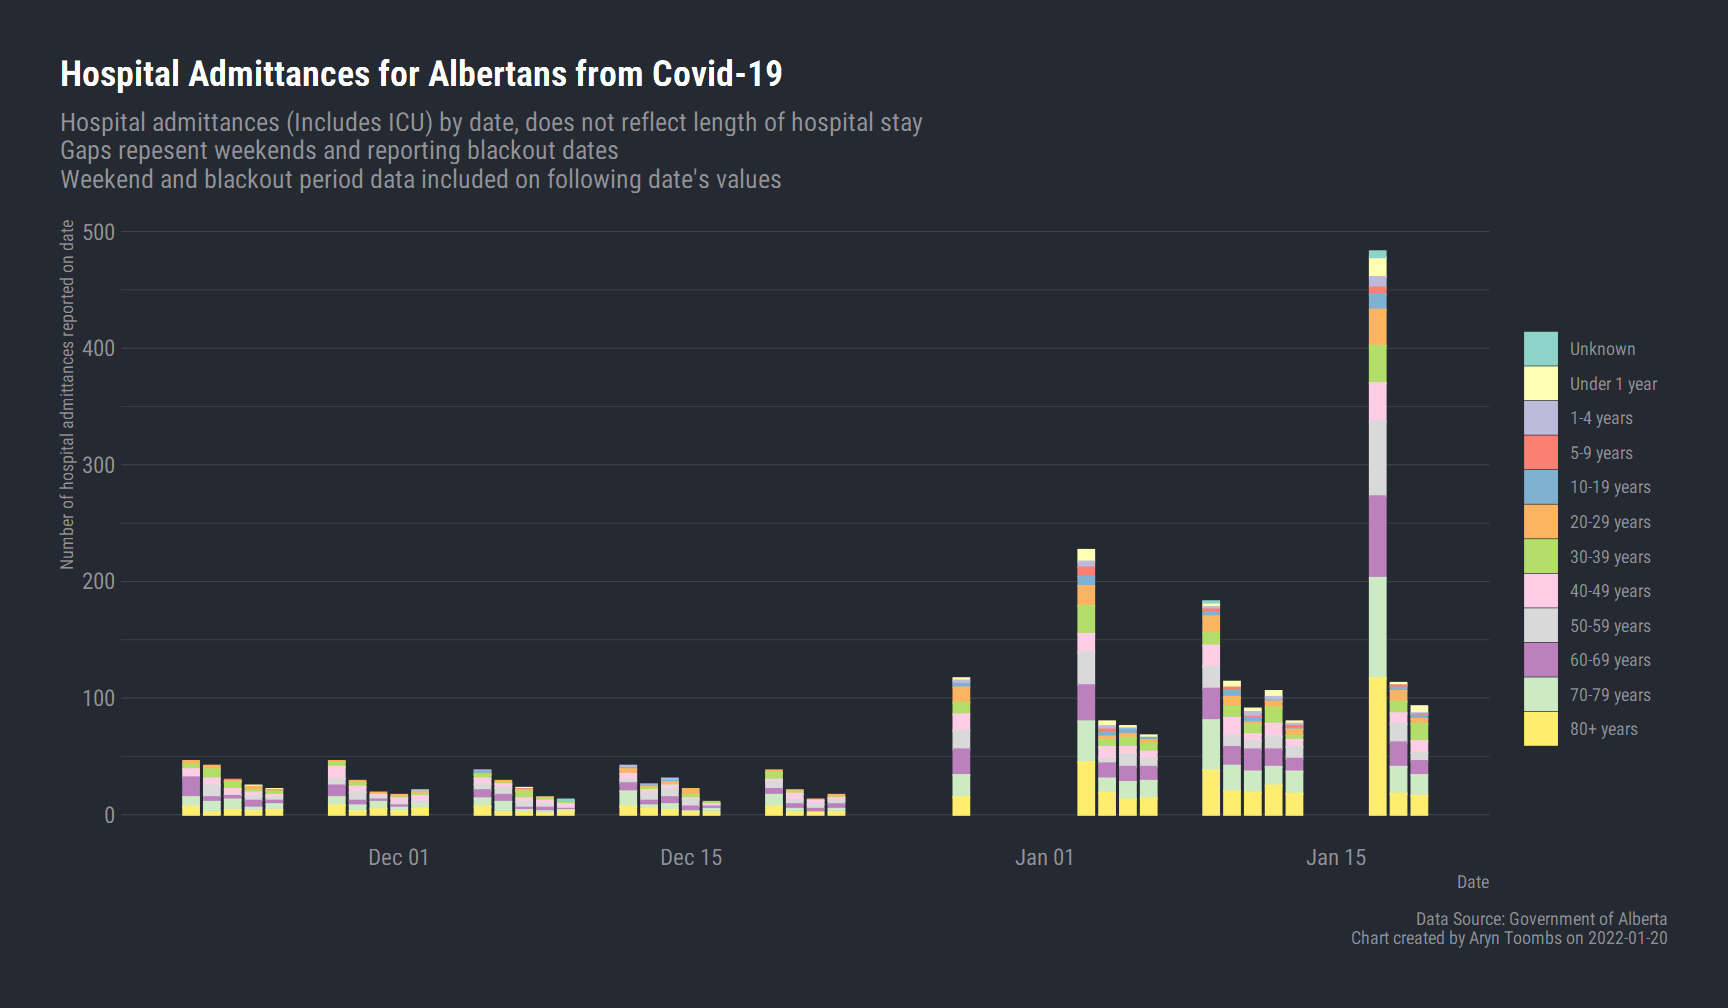 Hospital Admittances for Albertans from Covid-19
Hospital admittances (Includes ICU) by date, does not reflect length of hospital stay
Gaps repesent weekends and reporting blackout dates
Weekend and blackout period data included on following date's values
Number of hospital admittances reported on date
500
400
300
200
100
0
Dec 01
Dec 15
Jan 01
Jan 15
Date
Unknown
Under 1 year
1-4 years
5-9 years
10-19 years
20-29 years
30-39 years
40-49 years
50-59 years
60-69 years
70-79 years
80+ years
Data Source: Government of Alberta
Chart created by Aryn Toombs on 2022-01-20